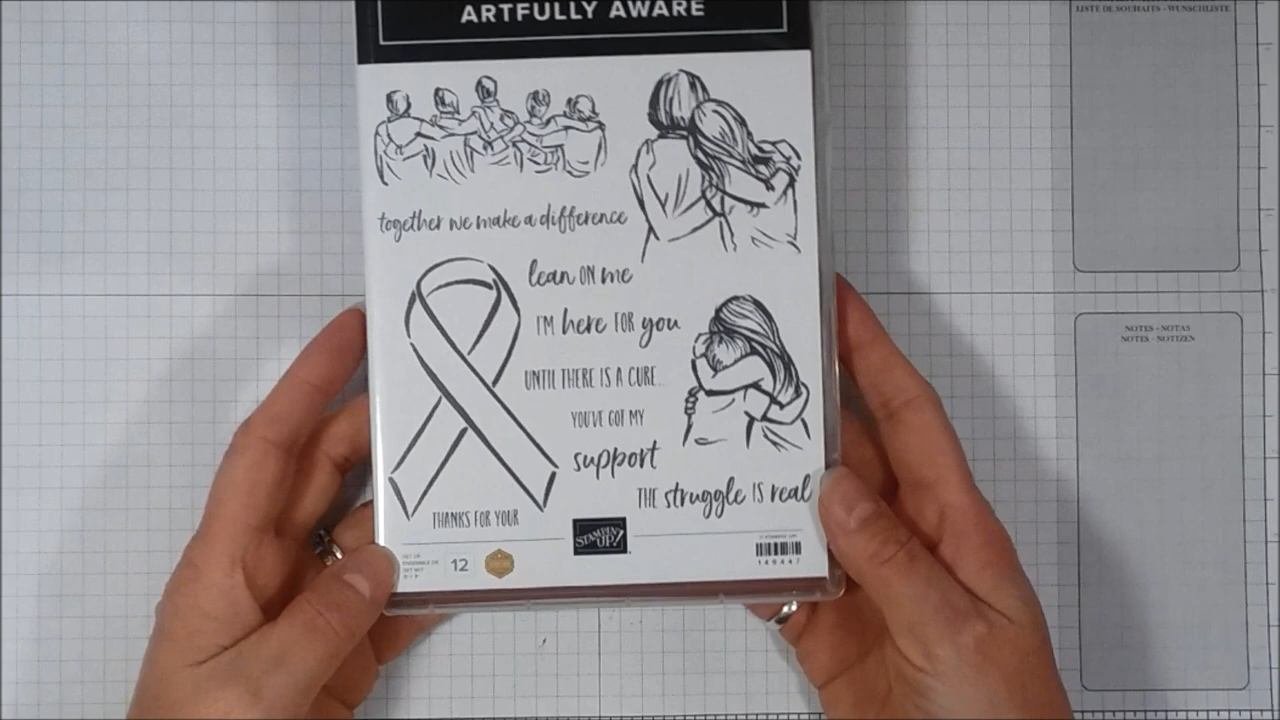 ARTFULLY AWARE
LISTE DE SOUHAITS - WUNSCHLISTE
together we make a difference
lean ON me
I'M here FOR you
NOTES - NOTAS
NOTES - NOTIZEN
UNTIL THERE IS A CURE...
YOU'VE GOT MY
support
THE struggle IS real
THANKS FOR YOUR
STAMPIN' UP!
SET OF
12
149447